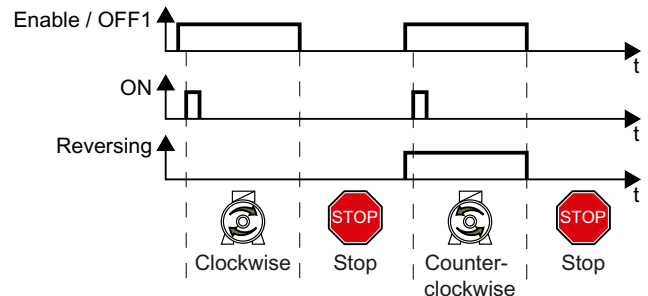 Enable / OFF1
t
ON
t
Reversing
t
STOP
STOP
Clockwise
Stop
Counter-
clockwise
Stop